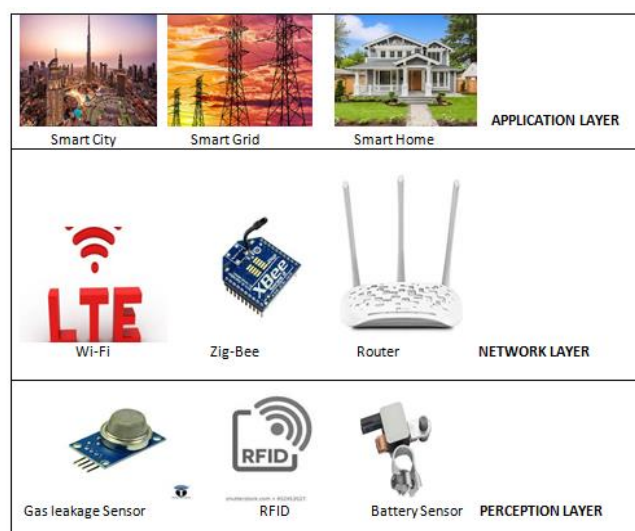 Smart City
Smart Grid
Smart Home
APPLICATION LAYER
LTE
XBee
Wi-Fi
Zig-Bee
Router
NETWORK LAYER
RFID
Gas leakage Sensor
RFID
Battery Sensor
PERCEPTION LAYER